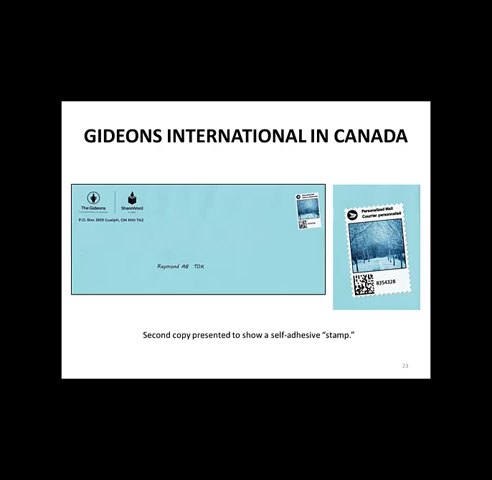 GIDEONS INTERNATIONAL IN CANADA
The Gideons
ShareWord
P.O. Box 3619 Guelph, ON N1H 7A2
Raymond AB T0K
Personalized Mail
Courrier personnalisé
8354328
Second copy presented to show a self-adhesive “stamp.”
23